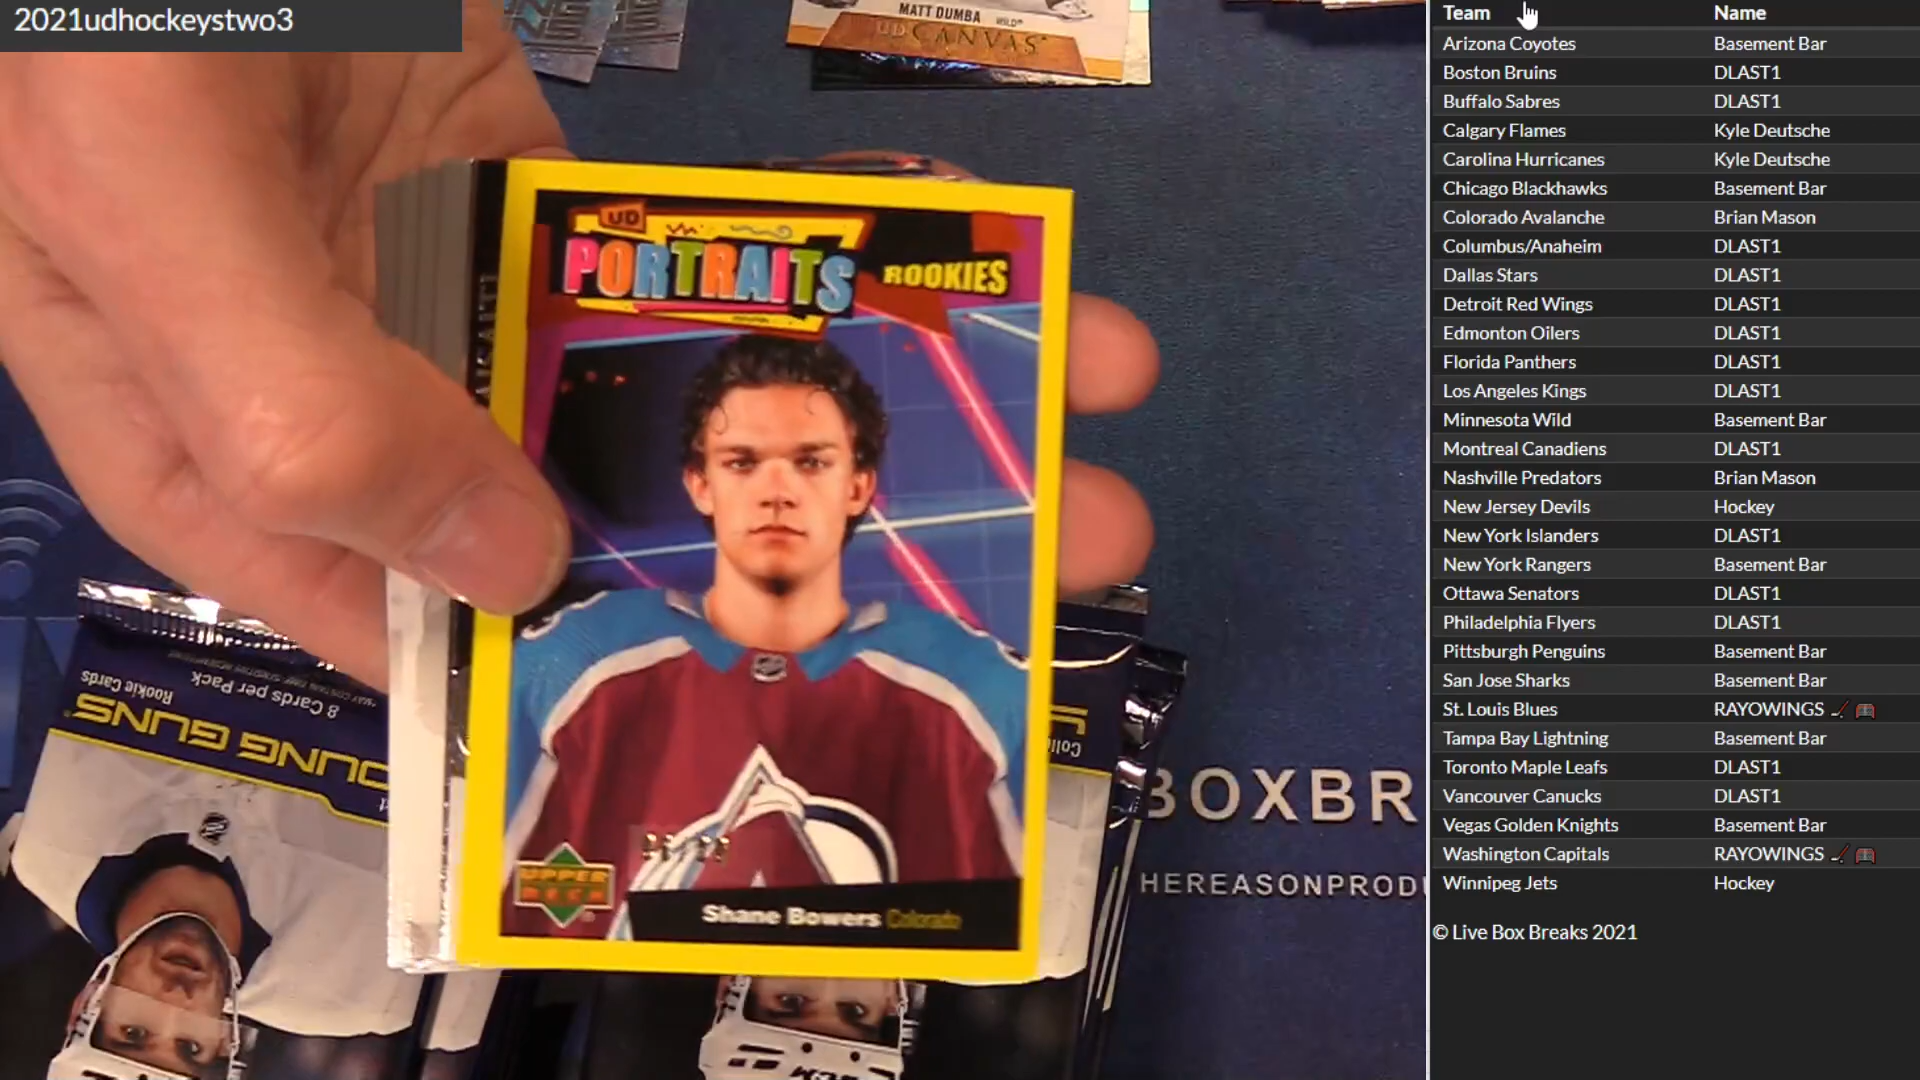 2021udhockeystwo3
MATT DUMBA WILD
UD CANVAS
UD
PORTRAITS
ROOKIES
UPPER
DECK
Shane Bowers Colorado
8 Cards per Pack
Rookie Cards
YOUNG GUNS
BOXBR
HEREASONPRODU
Team Name
Arizona Coyotes Basement Bar
Boston Bruins DLAST1
Buffalo Sabres DLAST1
Calgary Flames Kyle Deutsche
Carolina Hurricanes Kyle Deutsche
Chicago Blackhawks Basement Bar
Colorado Avalanche Brian Mason
Columbus/Anaheim DLAST1
Dallas Stars DLAST1
Detroit Red Wings DLAST1
Edmonton Oilers DLAST1
Florida Panthers DLAST1
Los Angeles Kings DLAST1
Minnesota Wild Basement Bar
Montreal Canadiens DLAST1
Nashville Predators Brian Mason
New Jersey Devils Hockey
New York Islanders DLAST1
New York Rangers Basement Bar
Ottawa Senators DLAST1
Philadelphia Flyers DLAST1
Pittsburgh Penguins Basement Bar
San Jose Sharks Basement Bar
St. Louis Blues RAYOWINGS
Tampa Bay Lightning Basement Bar
Toronto Maple Leafs DLAST1
Vancouver Canucks DLAST1
Vegas Golden Knights Basement Bar
Washington Capitals RAYOWINGS
Winnipeg Jets Hockey
© Live Box Breaks 2021